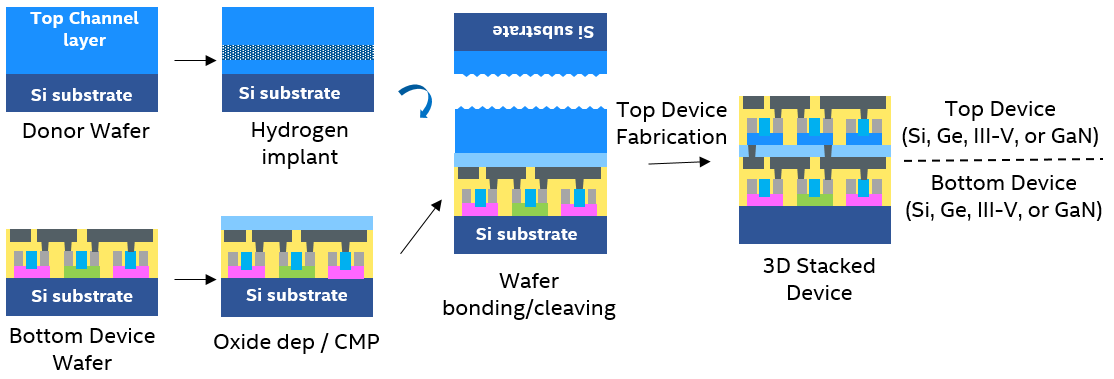 Top Channel
layer
Si substrate
Donor Wafer
Si substrate
Hydrogen
implant
Si substrate
Si substrate
Wafer
bonding/cleaving
Top Device
Fabrication
Top Device
(Si, Ge, III-V, or GaN)
Bottom Device
(Si, Ge, III-V, or GaN)
3D Stacked
Device
Si substrate
Bottom Device
Wafer
Si substrate
Oxide dep / CMP